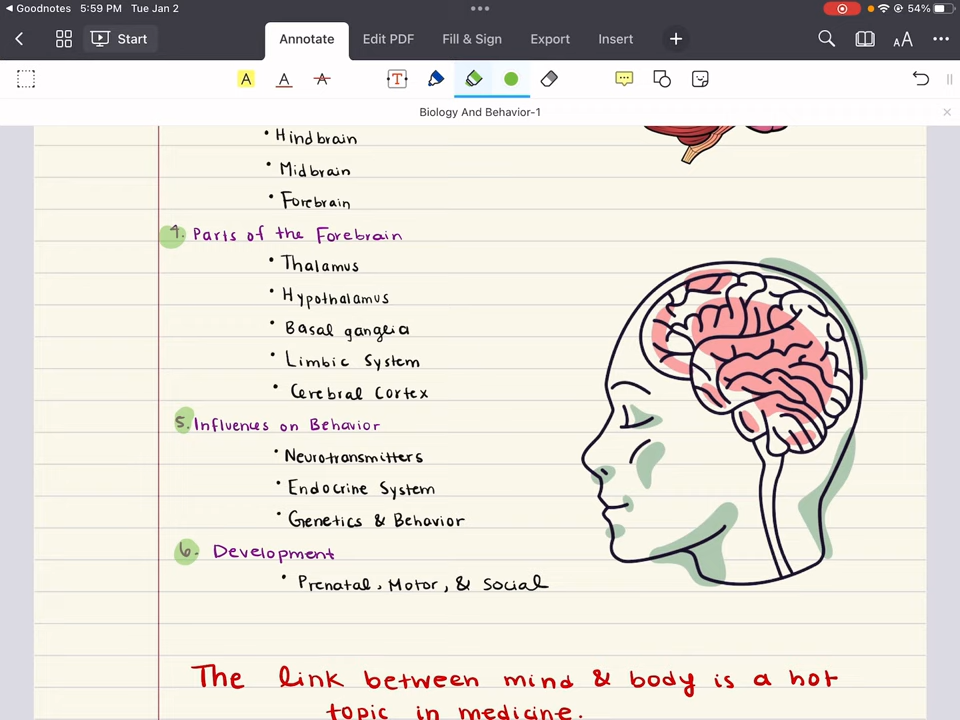 Goodnotes 5:59 PM Tue Jan 2 54%
Start Annotate Edit PDF Fill & Sign Export Insert
Biology And Behavior-1
• Hindbrain
• Midbrain
• Forebrain
4. Parts of the Forebrain
• Thalamus
• Hypothalamus
• Basal ganglia
• Limbic System
• Cerebral Cortex
5. Influences on Behavior
• Neurotransmitters
• Endocrine System
• Genetics & Behavior
6. Development
• Prenatal, Motor, & Social
The link between mind & body is a hot
topic in medicine.